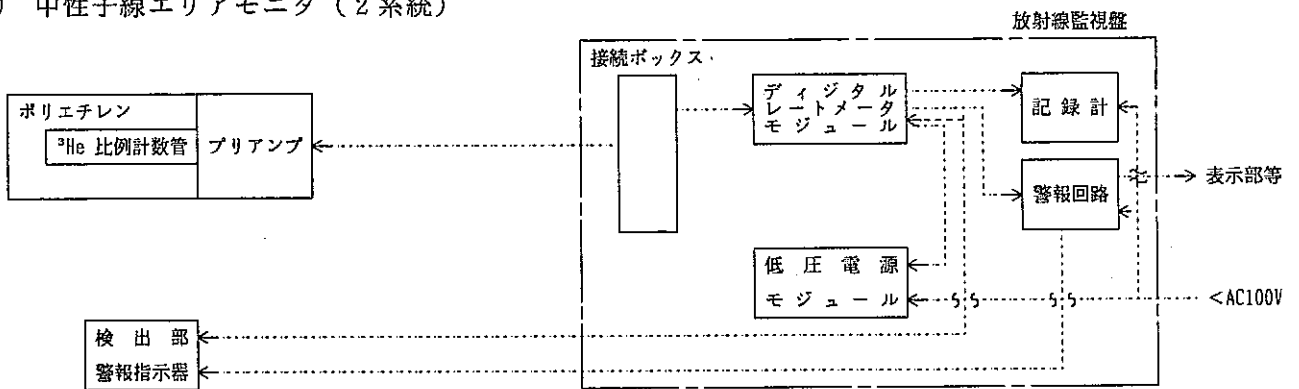 ) 中性子線エリアモニタ(2系統)
放射線監視盤
接続ボックス
ディジタル
レートメータ
モジュール
記録計
ポリエチレン
³He 比例計数管
プリアンプ
警報回路
表示部等
低圧電源
モジュール
<AC100V
検出部
警報指示器